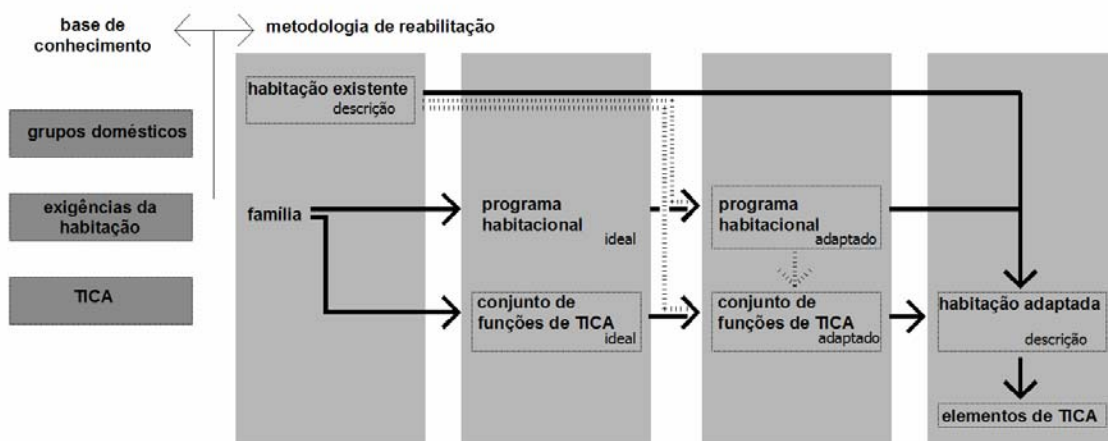 base de
conhecimento
metodologia de reabilitação
grupos domésticos
exigências da
habitação
TICA
habitação existente
descrição
família
programa
habitacional
ideal
conjunto de
funções de TICA
ideal
programa
habitacional
adaptado
conjunto de
funções de TICA
adaptado
habitação adaptada
descrição
elementos de TICA